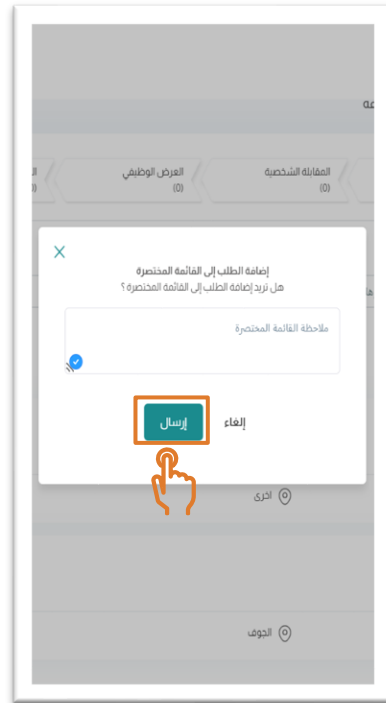 المقابلة الشخصية
(0)
العرض الوظيفي
(0)
إضافة الطلب إلى القائمة المختصرة
هل تريد إضافة الطلب إلى القائمة المختصرة ؟
ملاحظة القائمة المختصرة
إلغاء
إرسال
اخرى
الجوف